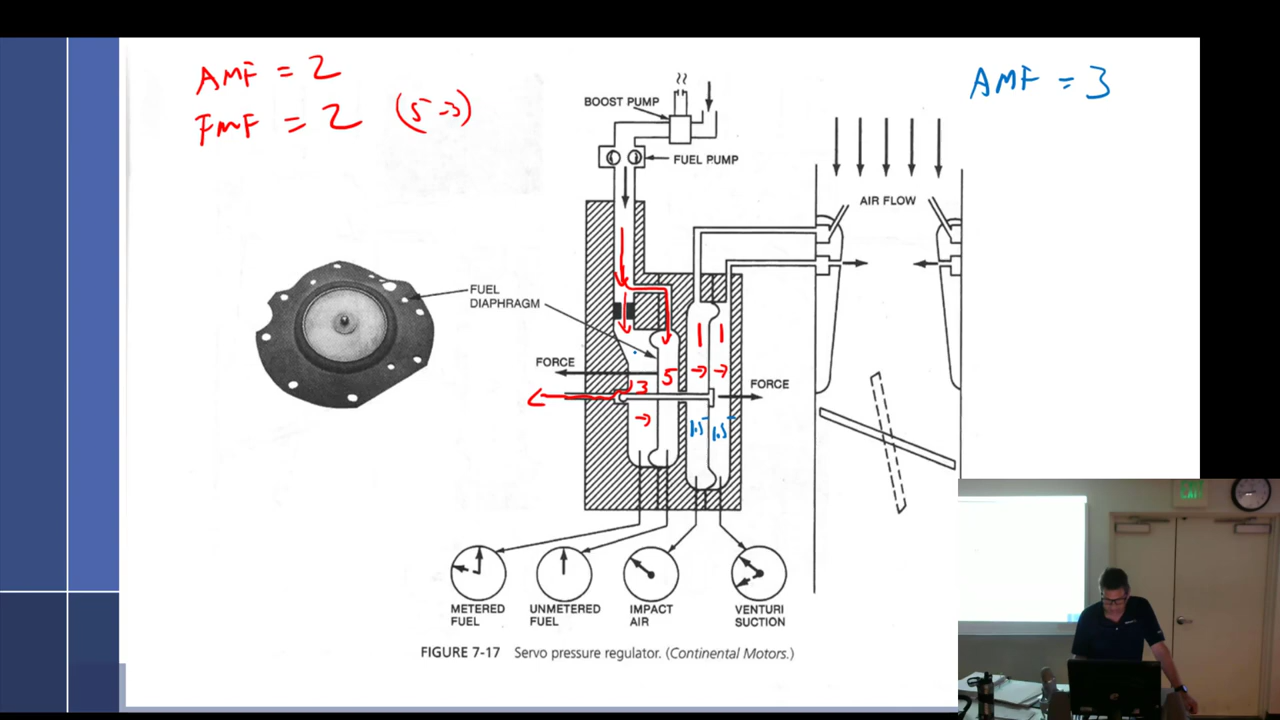 AMF = 2
FMF = 2 (5-3)
AMF = 3
BOOST PUMP
FUEL PUMP
AIR FLOW
FUEL
DIAPHRAGM
FORCE
1 1
5
3
FORCE
1.5 1.5
METERED
FUEL
UNMETERED
FUEL
IMPACT
AIR
VENTURI
SUCTION
FIGURE 7-17 Servo pressure regulator. (Continental Motors.)
EXIT